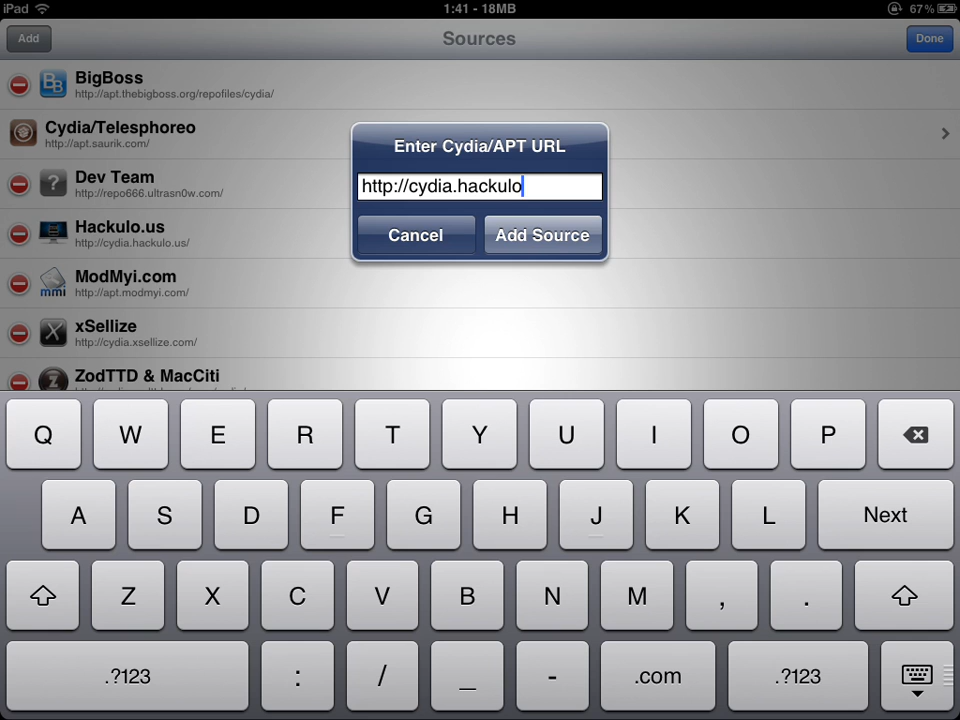 iPad 1:41 - 18MB 67%
Add Sources Done
BigBoss
http://apt.thebigboss.org/repofiles/cydia/
Cydia/Telesphoreo
http://apt.saurik.com/
Dev Team
http://repo666.ultrasn0w.com/
Hackulo.us
http://cydia.hackulo.us/
ModMyi.com
http://apt.modmyi.com/
xSellize
http://cydia.xsellize.com/
ZodTTD & MacCiti
Enter Cydia/APT URL
http://cydia.hackulo
Cancel Add Source
Q W E R T Y U I O P
A S D F G H J K L Next
Z X C V B N M , .
.?123 : / _ - .com .?123